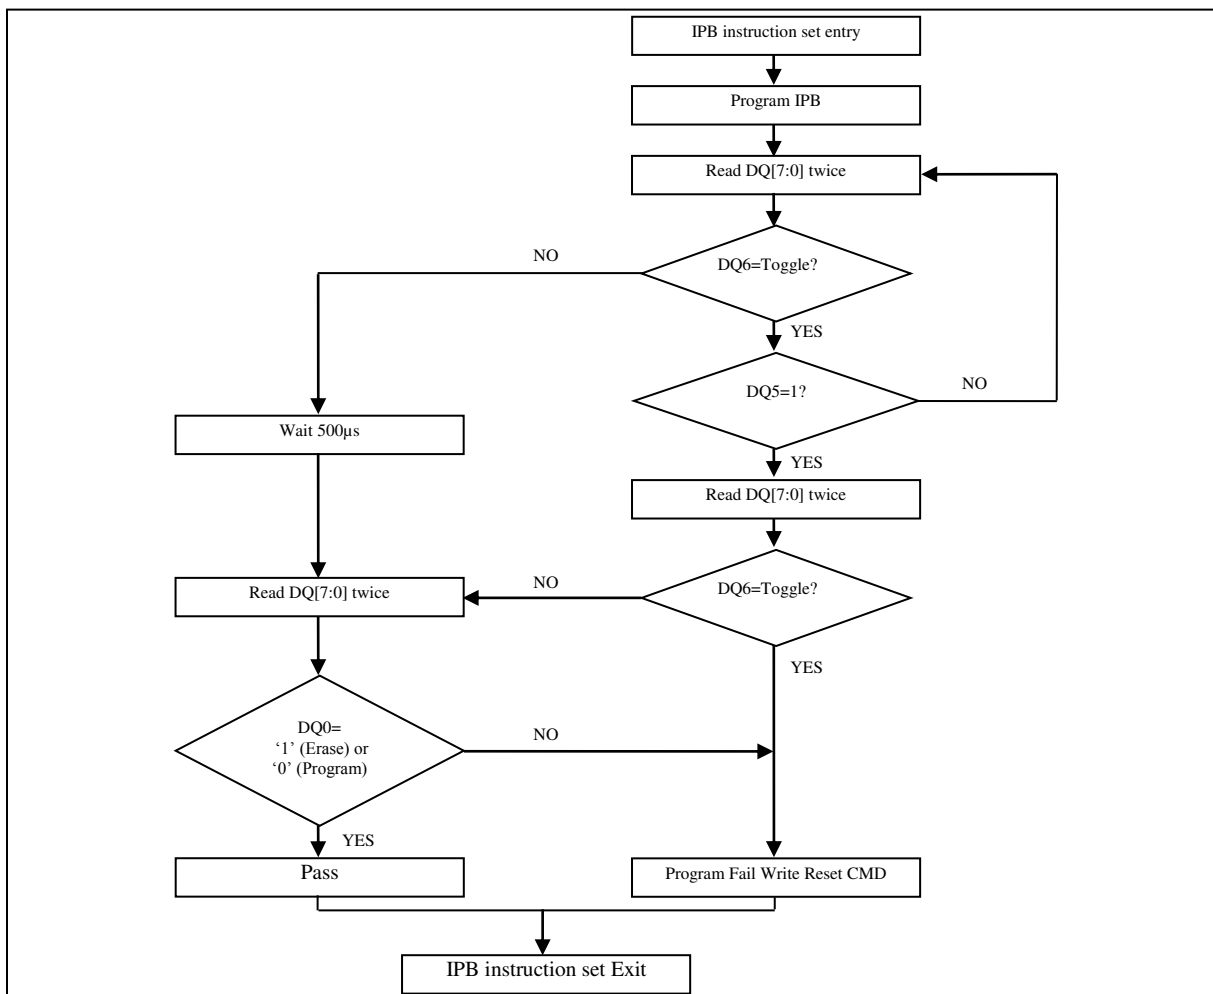 IPB instruction set entry
Program IPB
Read DQ[7:0] twice
NO
DQ6=Toggle?
YES
DQ5=1?
NO
Wait 500µs
YES
Read DQ[7:0] twice
Read DQ[7:0] twice
NO
DQ6=Toggle?
YES
DQ0=
‘1’ (Erase) or
‘0’ (Program)
NO
YES
Pass
Program Fail Write Reset CMD
IPB instruction set Exit